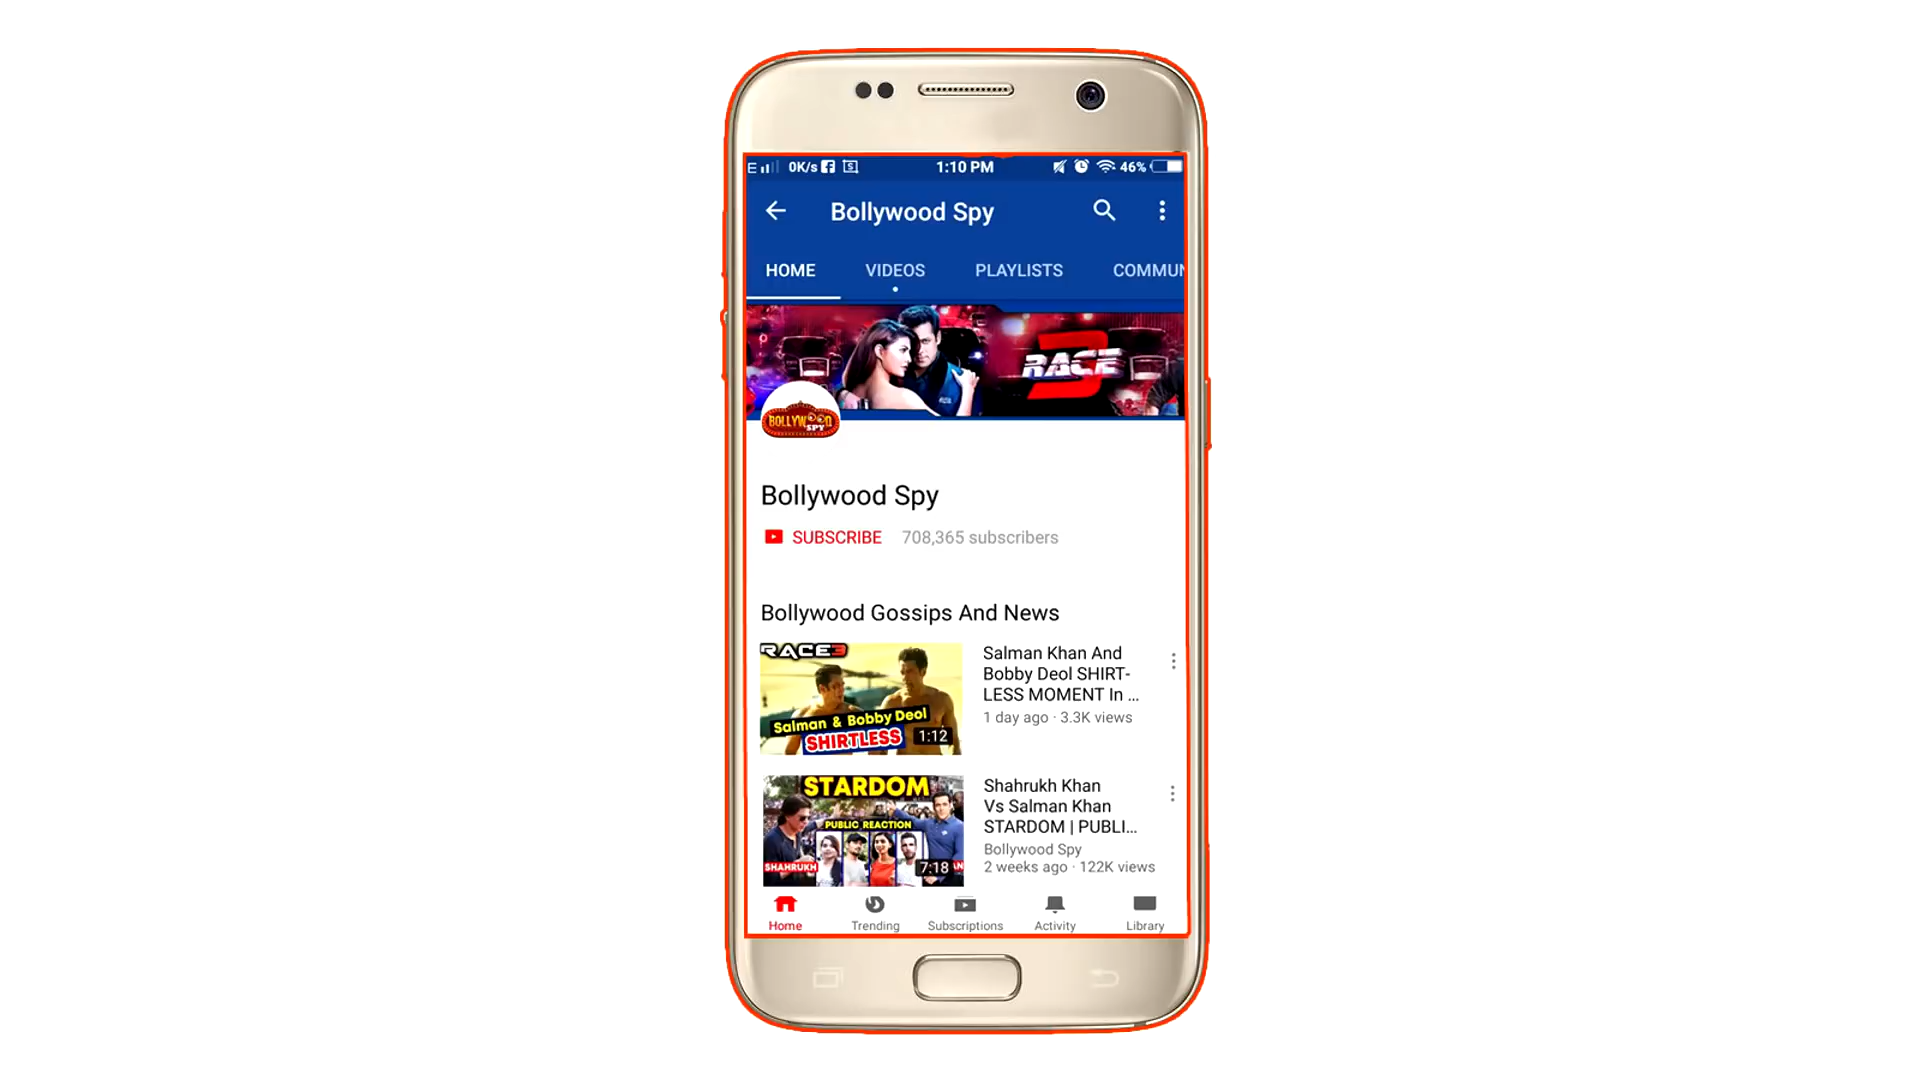 E 0K/s 1:10 PM 46%
Bollywood Spy
HOME VIDEOS PLAYLISTS COMMUN
RACE 3
BOLLYWOOD
SPY
Bollywood Spy
SUBSCRIBE 708,365 subscribers
Bollywood Gossips And News
RACE3
Salman & Bobby Deol
SHIRTLESS
1:12
Salman Khan And
Bobby Deol SHIRT-
LESS MOMENT In ...
1 day ago · 3.3K views
STARDOM
PUBLIC REACTION
SHAHRUKH
7:18
AN
Shahrukh Khan
Vs Salman Khan
STARDOM | PUBLI...
Bollywood Spy
2 weeks ago · 122K views
Home Trending Subscriptions Activity Library